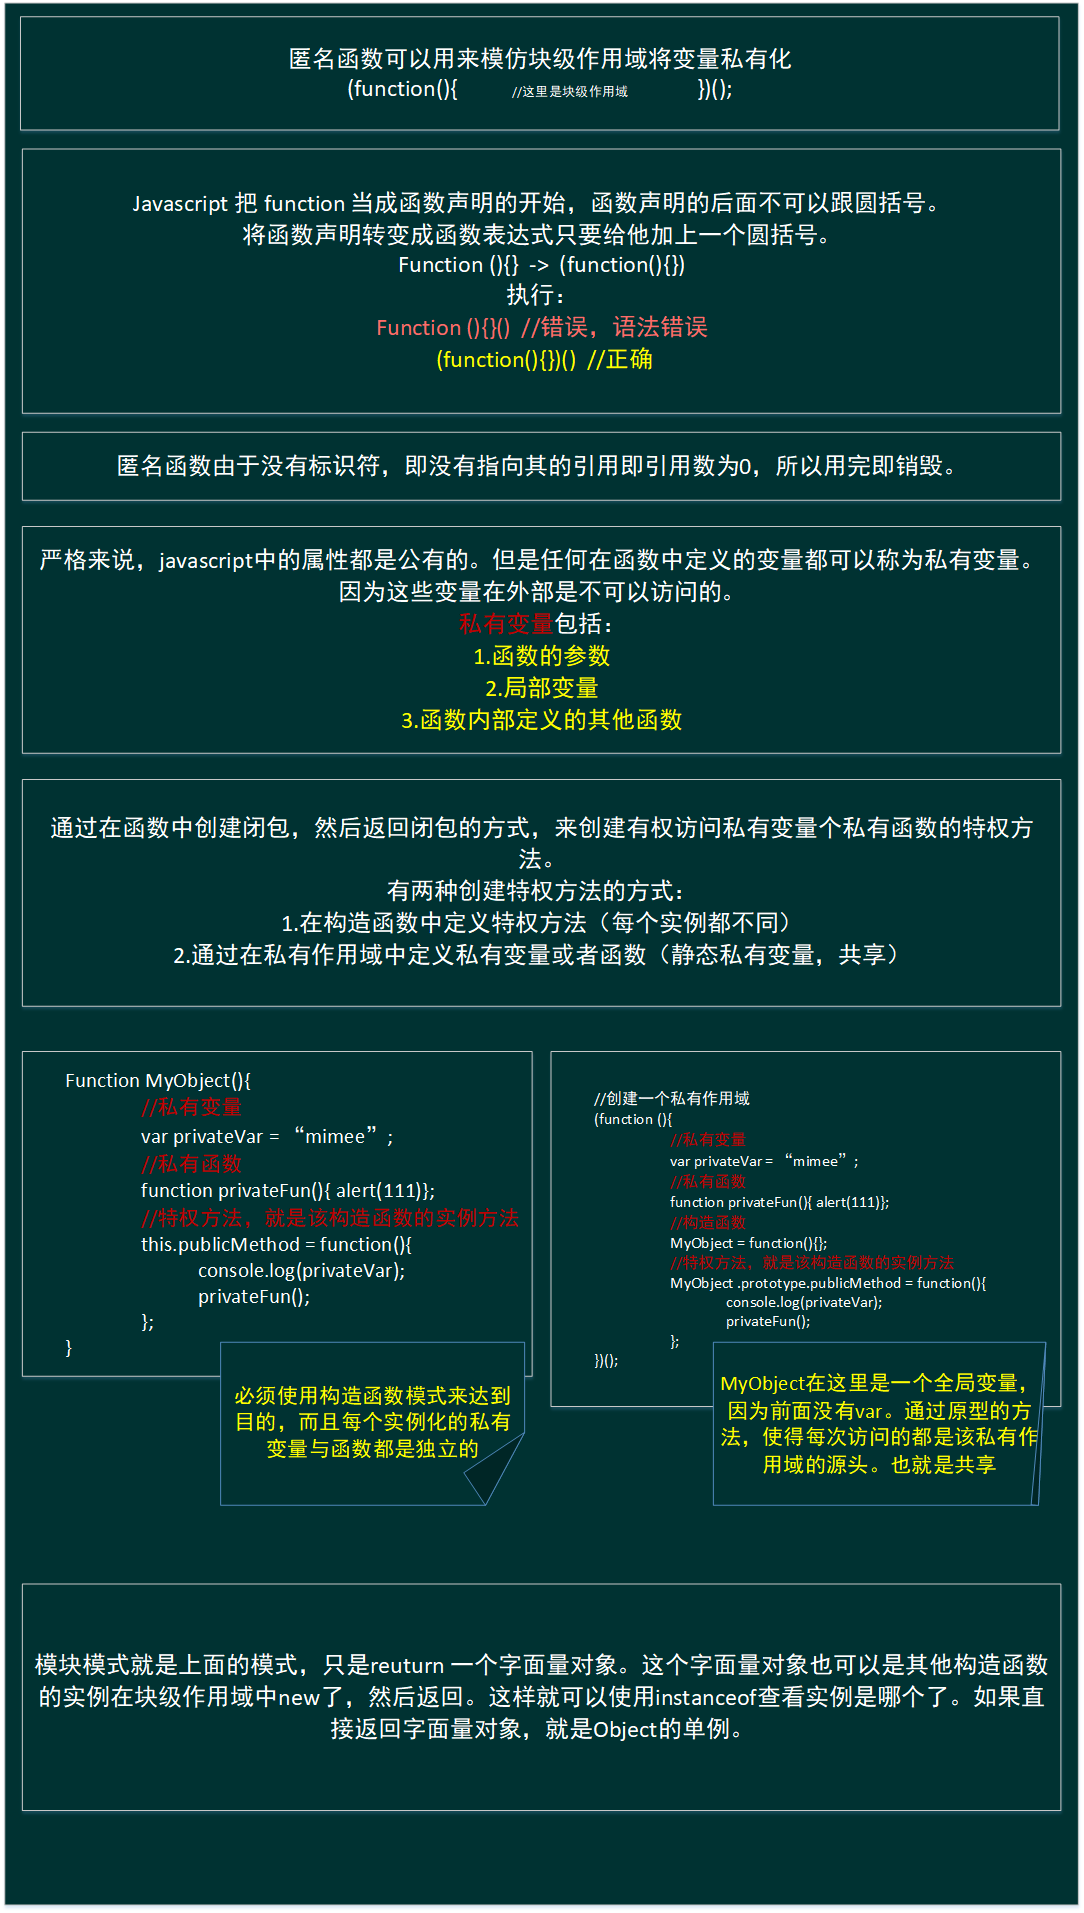 匿名函数可以用来模仿块级作用域将变量私有化
(function(){ //这里是块级作用域 })();
Javascript 把 function 当成函数声明的开始，函数声明的后面不可以跟圆括号。
将函数声明转变成函数表达式只要给他加上一个圆括号。
Function (){} -> (function(){})
执行：
Function (){}() //错误，语法错误
(function(){})() //正确
匿名函数由于没有标识符，即没有指向其的引用即引用数为0，所以用完即销毁。
严格来说，javascript中的属性都是公有的。但是任何在函数中定义的变量都可以称为私有变量。
因为这些变量在外部是不可以访问的。
私有变量包括：
1.函数的参数
2.局部变量
3.函数内部定义的其他函数
通过在函数中创建闭包，然后返回闭包的方式，来创建有权访问私有变量个私有函数的特权方
法。
有两种创建特权方法的方式：
1.在构造函数中定义特权方法（每个实例都不同）
2.通过在私有作用域中定义私有变量或者函数（静态私有变量，共享）
Function MyObject(){
//私有变量
var privateVar = “mimee”;
//私有函数
function privateFun(){ alert(111)};
//特权方法，就是该构造函数的实例方法
this.publicMethod = function(){
console.log(privateVar);
privateFun();
};
}
必须使用构造函数模式来达到
目的，而且每个实例化的私有
变量与函数都是独立的
//创建一个私有作用域
(function (){
//私有变量
var privateVar = “mimee”;
//私有函数
function privateFun(){ alert(111)};
//构造函数
MyObject = function(){};
//特权方法，就是该构造函数的实例方法
MyObject .prototype.publicMethod = function(){
console.log(privateVar);
privateFun();
};
})();
MyObject在这里是一个全局变量，
因为前面没有var。通过原型的方
法，使得每次访问的都是该私有作
用域的源头。也就是共享
模块模式就是上面的模式，只是reuturn 一个字面量对象。这个字面量对象也可以是其他构造函数
的实例在块级作用域中new了，然后返回。这样就可以使用instanceof查看实例是哪个了。如果直
接返回字面量对象，就是Object的单例。